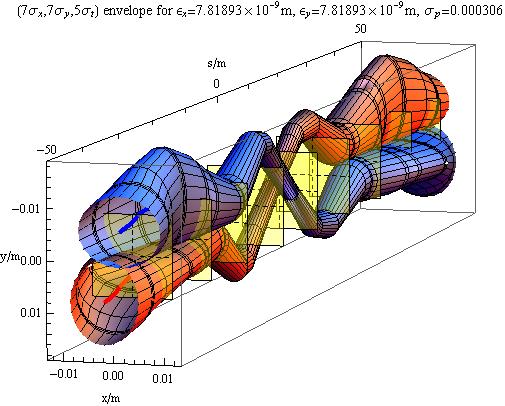 (7σx,7σy,5σt) envelope for ϵx=7.81893×10⁻⁹m, ϵy=7.81893×10⁻⁹m, σp=0.000306
50
s/m
0
−50
−0.01
y/m 0.00
0.01
−0.01 0.00 0.01
x/m